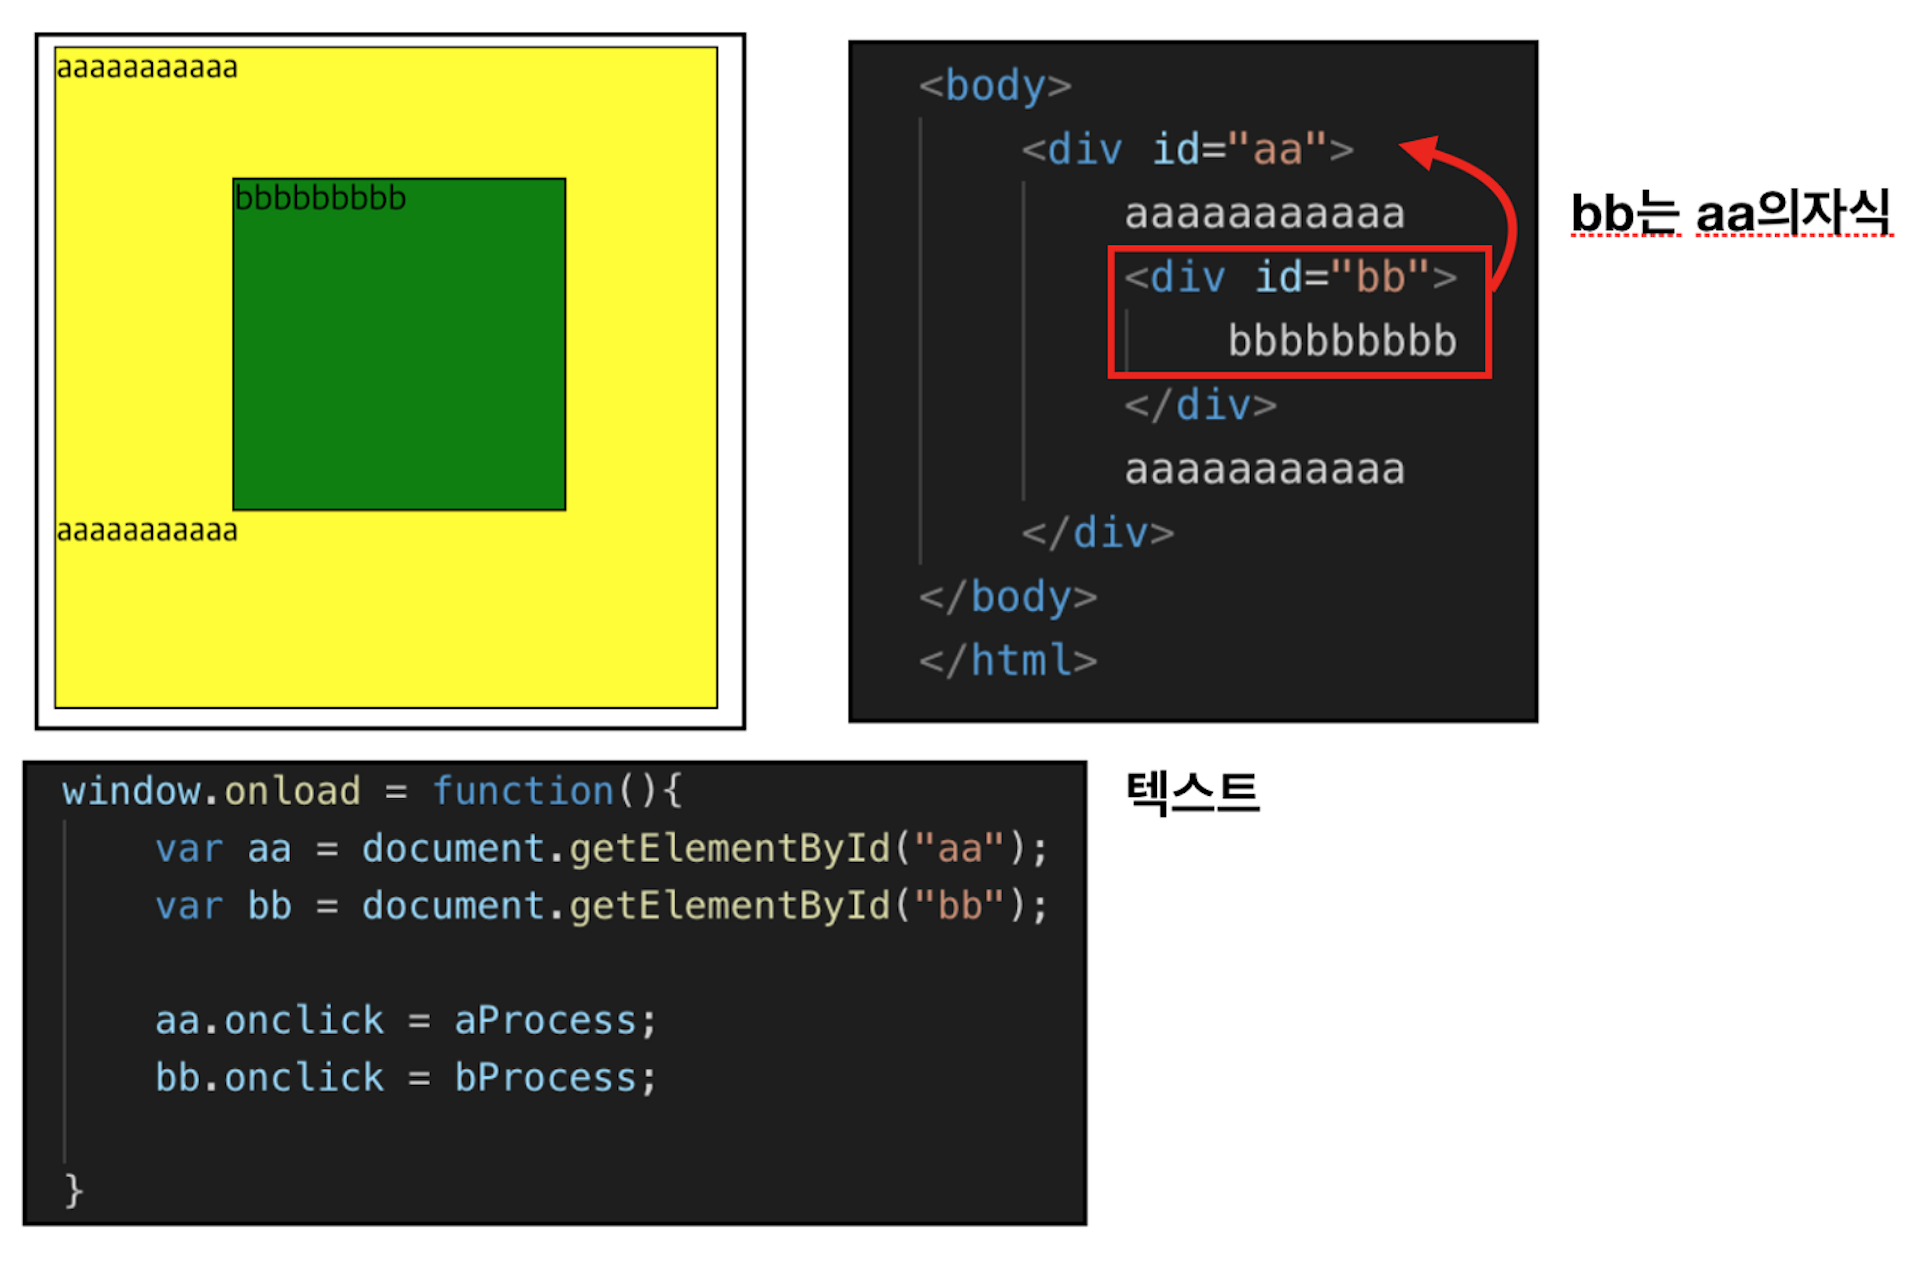 aaaaaaaaaaa
bbbbbbbbb
aaaaaaaaaaa
<body>
<div id="aa">
aaaaaaaaaaa
<div id="bb">
bbbbbbbbb
</div>
aaaaaaaaaaa
</div>
</body>
</html>
bb는 aa의자식
window.onload = function(){
var aa = document.getElementById("aa");
var bb = document.getElementById("bb");
aa.onclick = aProcess;
bb.onclick = bProcess;
}
텍스트